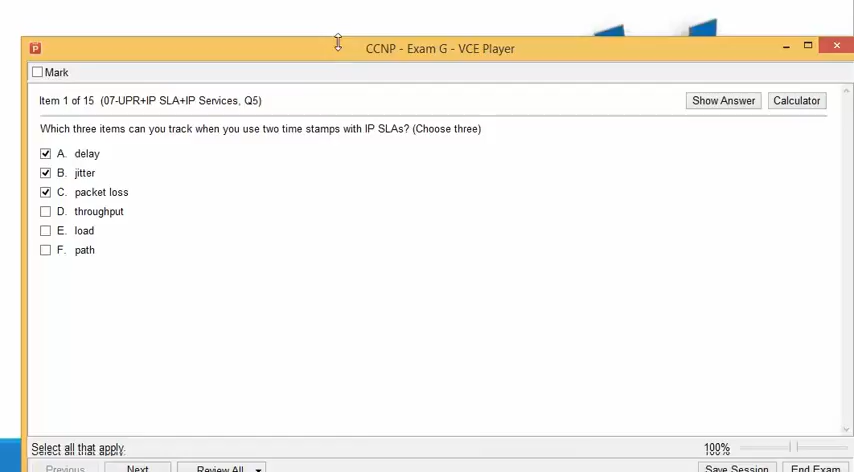 CCNP - Exam G - VCE Player
Mark
Item 1 of 15 (07-UPR+IP SLA+IP Services, Q5)
Show Answer
Calculator
Which three items can you track when you use two time stamps with IP SLAs? (Choose three)
A. delay
B. jitter
C. packet loss
D. throughput
E. load
F. path
Select all that apply.
100%
Previous
Next
Review All
Save Session
End Exam